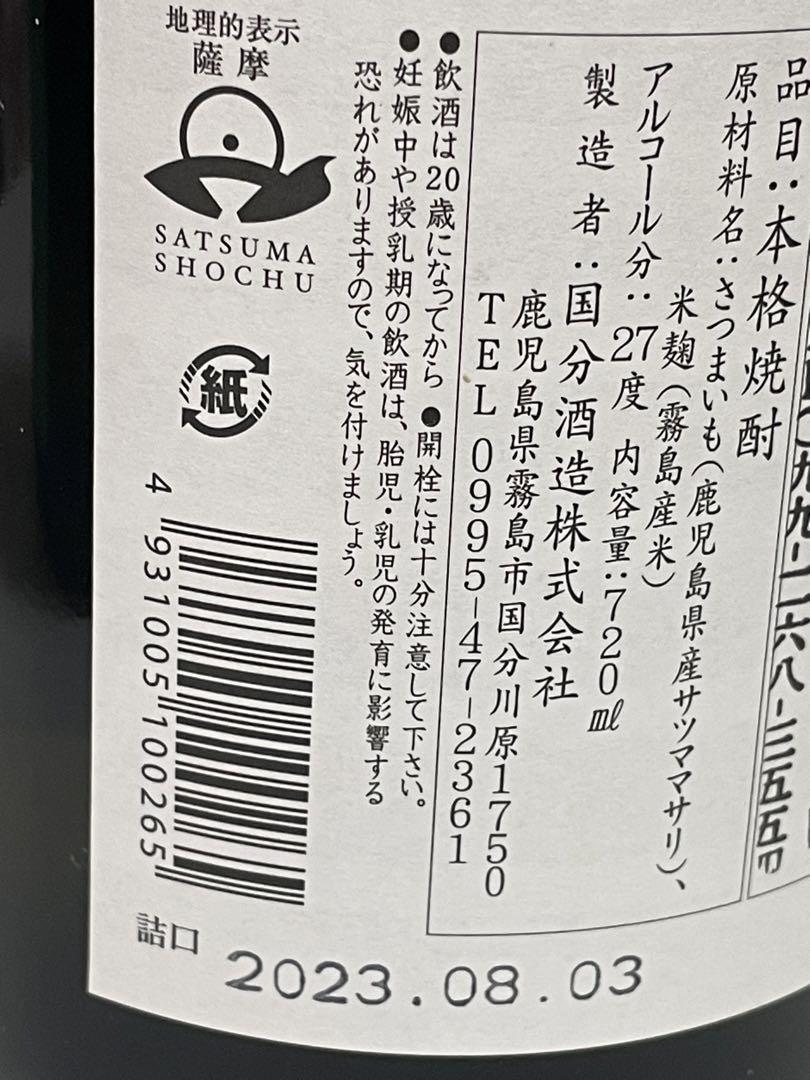 品目：本格焼酎
原材料名：さつまいも（鹿児島県産サツママサリ）、
米麹（霧島産米）
アルコール分：27度 内容量：720㎖
製造者：国分酒造株式会社
鹿児島県霧島市国分川原1750
TEL 0995-47-2361
●飲酒は20歳になってから ●開栓には十分注意して下さい。
●妊娠中や授乳期の飲酒は、胎児・乳児の発育に影響する
恐れがありますので、気を付けましょう。
地理的表示
薩摩
SATSUMA
SHOCHU
紙
4 931005 100265
詰口
2023.08.03